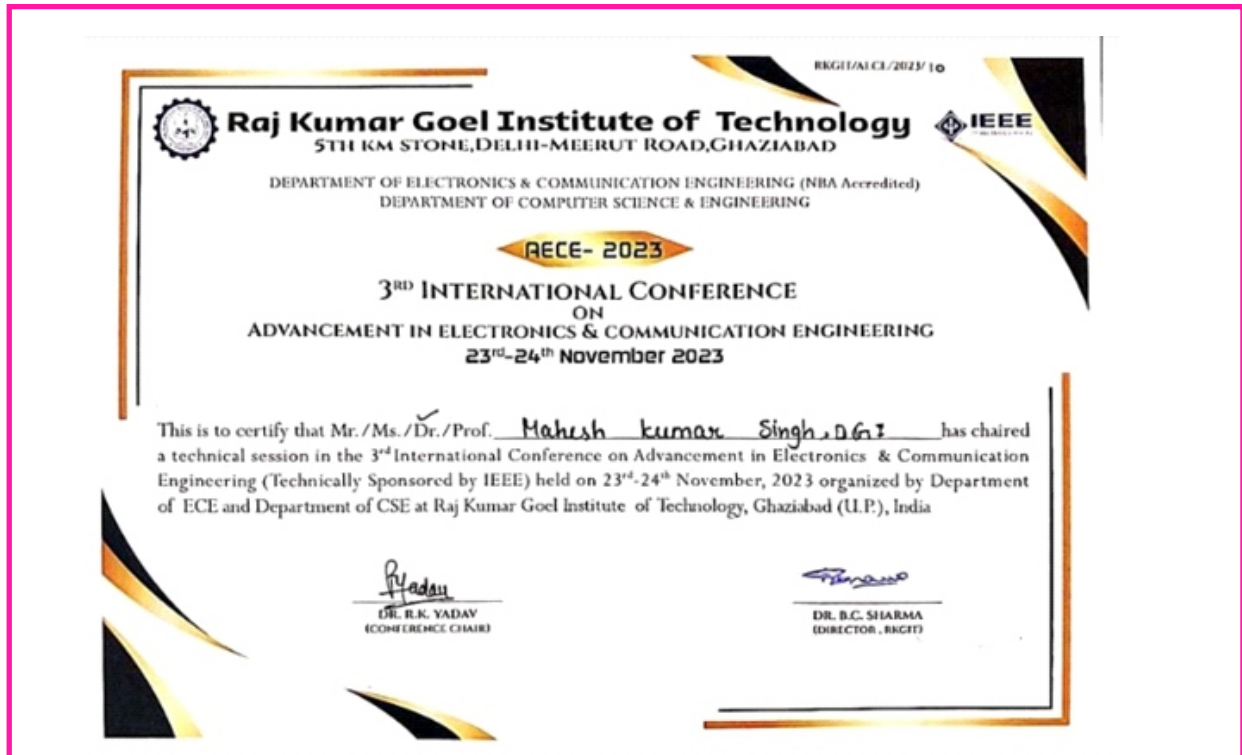 RKGIT/AECE/2023/10
Raj Kumar Goel Institute of Technology
IEEE
5TH KM STONE,DELHI-MEERUT ROAD,GHAZIABAD
DEPARTMENT OF ELECTRONICS & COMMUNICATION ENGINEERING (NBA Accredited)
DEPARTMENT OF COMPUTER SCIENCE & ENGINEERING
AECE- 2023
3RD INTERNATIONAL CONFERENCE
ON
ADVANCEMENT IN ELECTRONICS & COMMUNICATION ENGINEERING
23rd-24th November 2023
This is to certify that Mr./Ms./Dr./Prof. Mahesh kumar Singh, DGI has chaired
a technical session in the 3rd International Conference on Advancement in Electronics & Communication
Engineering (Technically Sponsored by IEEE) held on 23rd-24th November, 2023 organized by Department
of ECE and Department of CSE at Raj Kumar Goel Institute of Technology, Ghaziabad (U.P.), India
RYadav
DR. R.K. YADAV
(CONFERENCE CHAIR)
DR. B.C. SHARMA
(DIRECTOR, RKGIT)